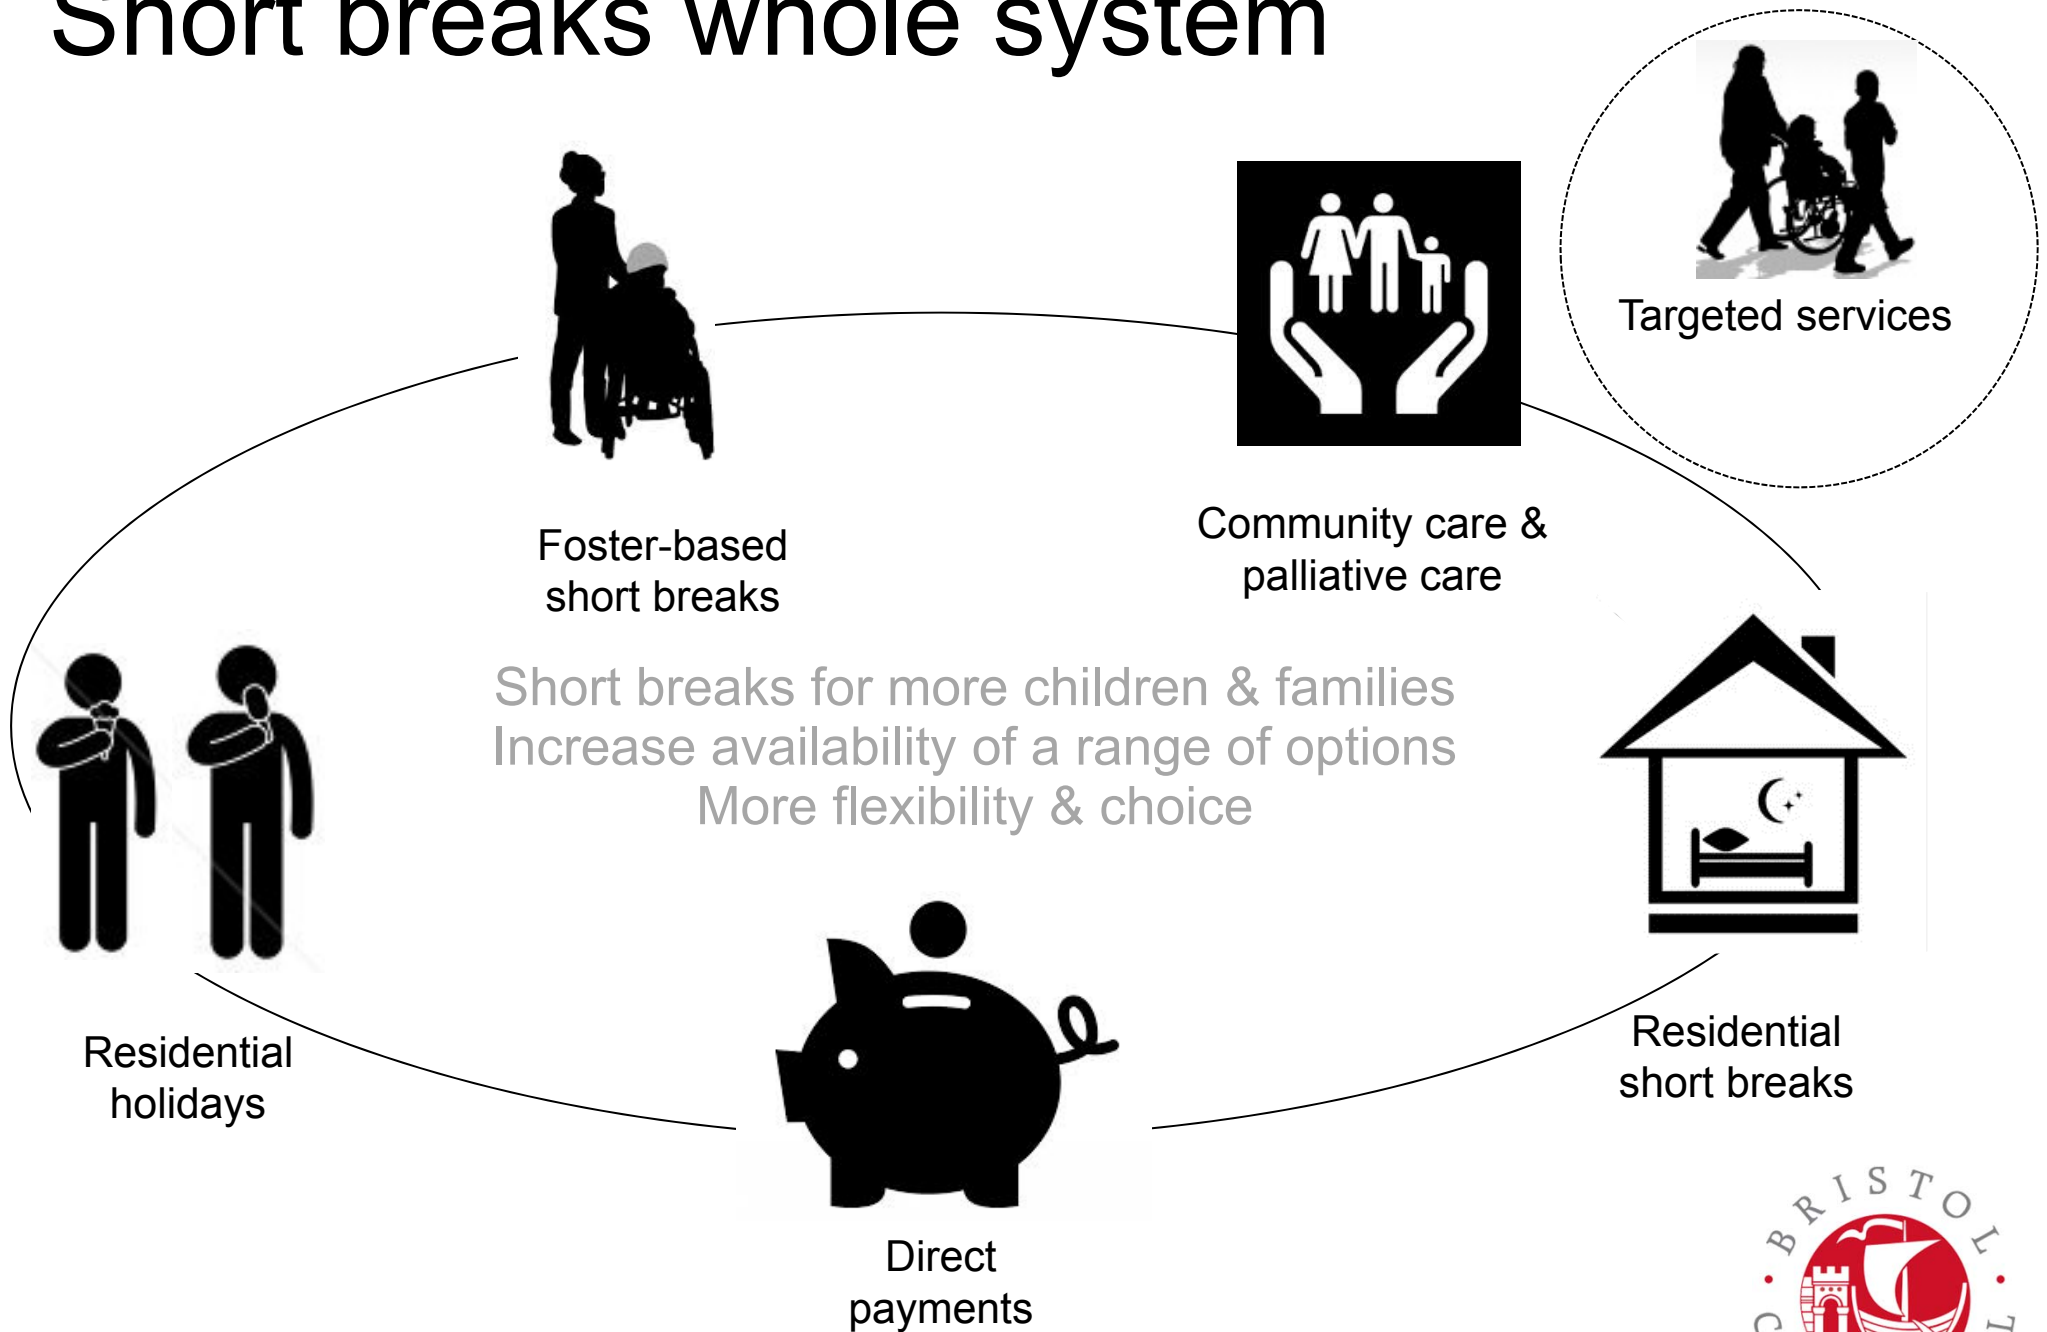 Short breaks whole system
Targeted services
Foster-based
short breaks
Community care &
palliative care
Short breaks for more children & families
Increase availability of a range of options
More flexibility & choice
Residential
holidays
Residential
short breaks
Direct
payments
BRISTOL